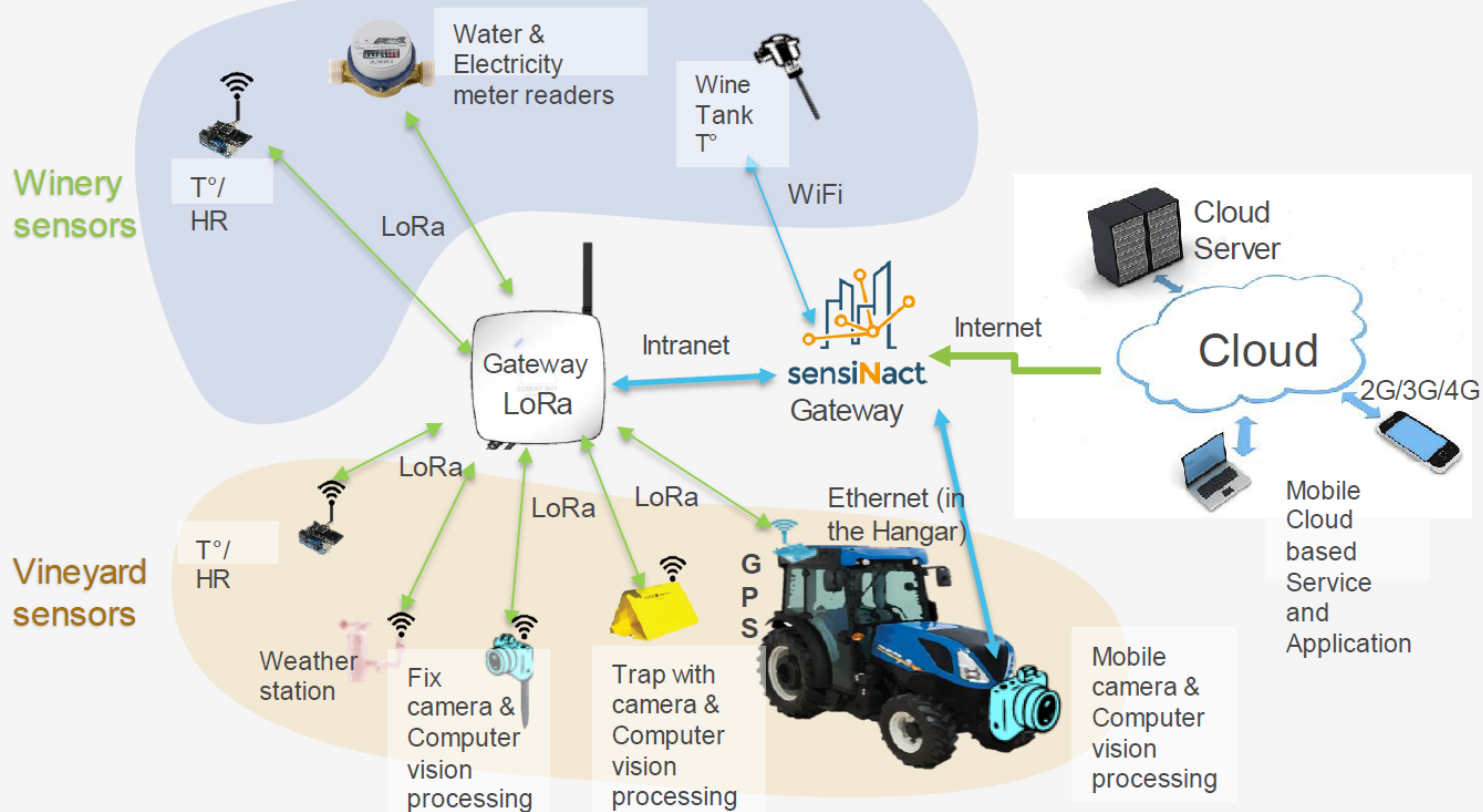 Water &
Electricity
meter readers
Wine
Tank
T°
Winery
sensors
T°/
HR
LoRa
WiFi
Cloud
Server
Gateway
LoRa
Intranet
sensiNact
Gateway
Internet
Cloud
2G/3G/4G
LoRa
LoRa
LoRa
Ethernet (in
the Hangar)
Mobile
Cloud
based
Service
and
Application
Vineyard
sensors
T°/
HR
G
P
S
Weather
station
Fix
camera &
Computer
vision
processing
Trap with
camera &
Computer
vision
processing
Mobile
camera &
Computer
vision
processing